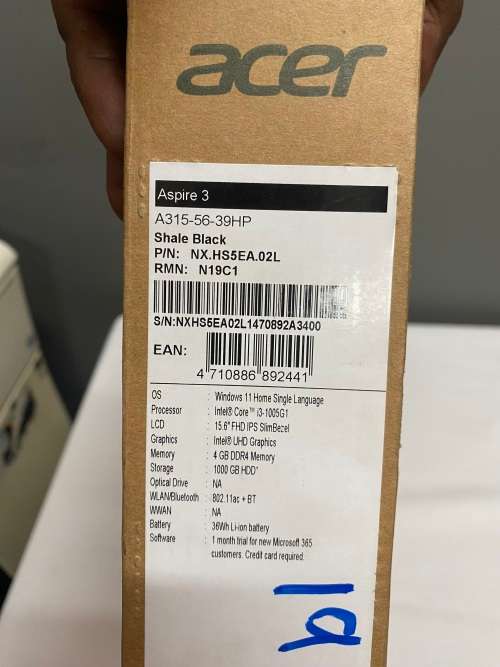 acer
Aspire 3
A315-56-39HP
Shale Black
P/N: NX.HS5EA.02L
RMN: N19C1
S/N:NXHS5EA02L1470892A3400
EAN:
4 710886 892441
OS : Windows 11 Home Single Language
Processor : Intel® Core™ i3-1005G1
LCD : 15.6" FHD IPS SlimBezel
Graphics : Intel® UHD Graphics
Memory : 4 GB DDR4 Memory
Storage : 1000 GB HDD*
Optical Drive : NA
WLAN/Bluetooth : 802.11ac + BT
WWAN : NA
Battery : 36Wh Li-ion battery
Software : 1 month trial for new Microsoft 365
customers. Credit card required.